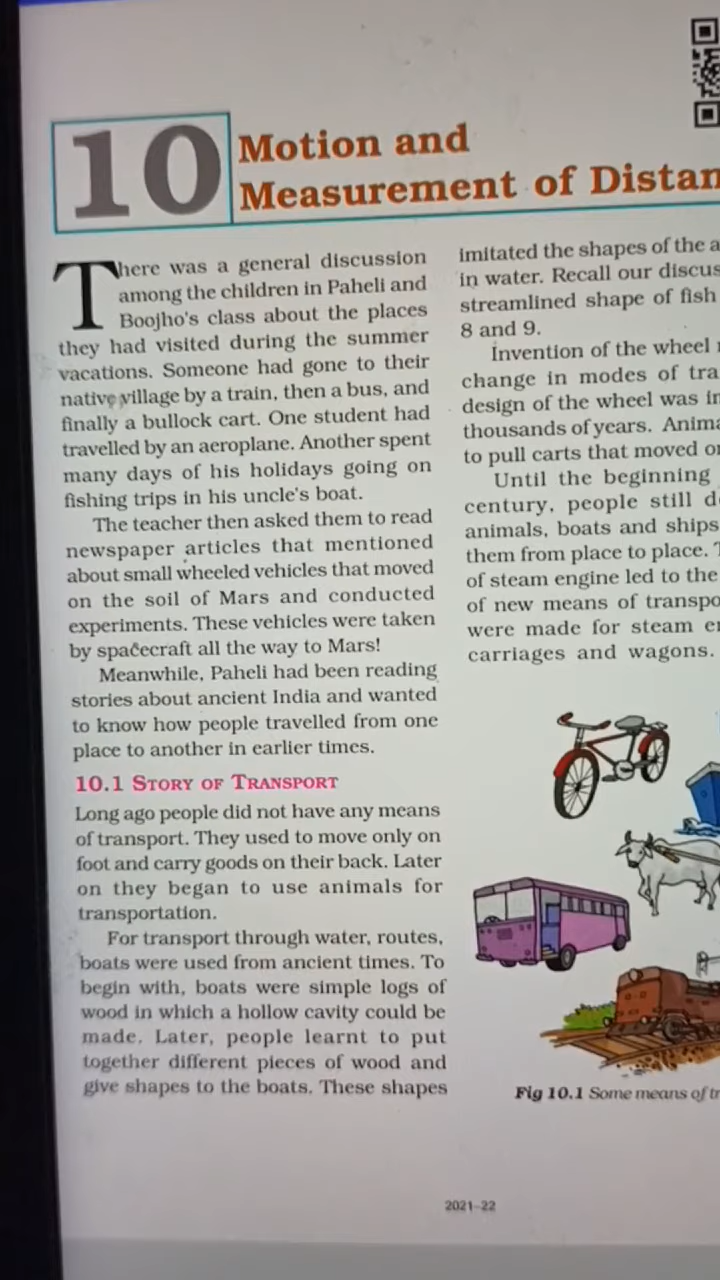 10
Motion and
Measurement of Distan
There was a general discussion
among the children in Paheli and
Boojho's class about the places
they had visited during the summer
vacations. Someone had gone to their
native village by a train, then a bus, and
finally a bullock cart. One student had
travelled by an aeroplane. Another spent
many days of his holidays going on
fishing trips in his uncle's boat.
The teacher then asked them to read
newspaper articles that mentioned
about small wheeled vehicles that moved
on the soil of Mars and conducted
experiments. These vehicles were taken
by spacecraft all the way to Mars!
Meanwhile, Paheli had been reading
stories about ancient India and wanted
to know how people travelled from one
place to another in earlier times.
10.1 STORY OF TRANSPORT
Long ago people did not have any means
of transport. They used to move only on
foot and carry goods on their back. Later
on they began to use animals for
transportation.
For transport through water, routes,
boats were used from ancient times. To
begin with, boats were simple logs of
wood in which a hollow cavity could be
made. Later, people learnt to put
together different pieces of wood and
give shapes to the boats. These shapes
imitated the shapes of the a
in water. Recall our discus
streamlined shape of fish
8 and 9.
Invention of the wheel
change in modes of tra
design of the wheel was in
thousands of years. Anima
to pull carts that moved on
Until the beginning
century, people still d
animals, boats and ships
them from place to place.
of steam engine led to the
of new means of transpo
were made for steam en
carriages and wagons.
Fig 10.1 Some means of tr
2021-22